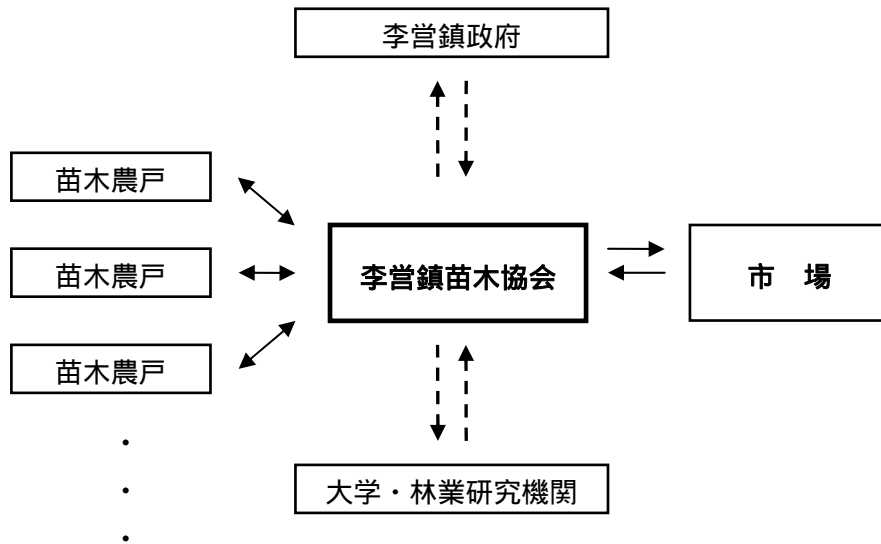 李営鎮政府
苗木農戸
苗木農戸
李営鎮苗木協会
市　場
苗木農戸
・
・
・
大学・林業研究機関